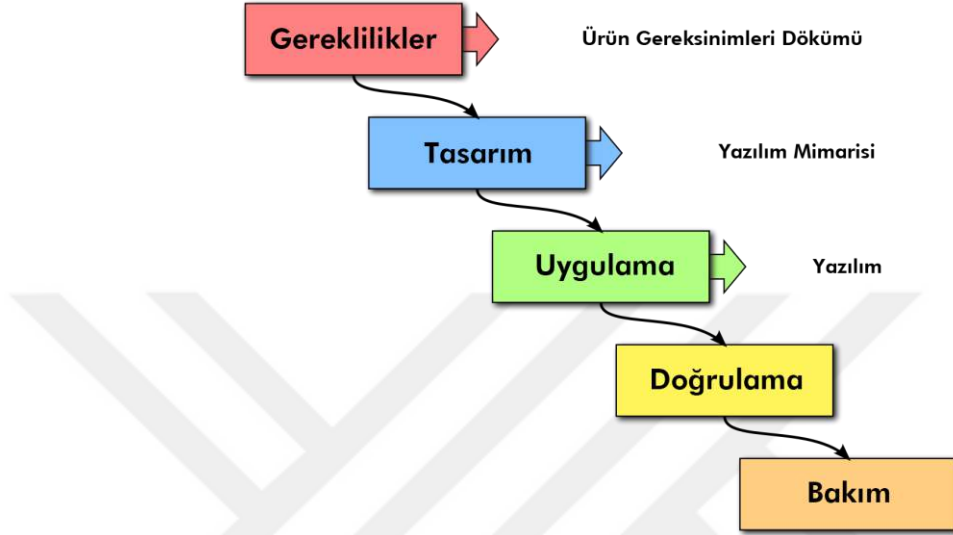 Gereklilikler
Ürün Gereksinimleri Dökümü
Tasarım
Yazılım Mimarisi
Uygulama
Yazılım
Doğrulama
Bakım